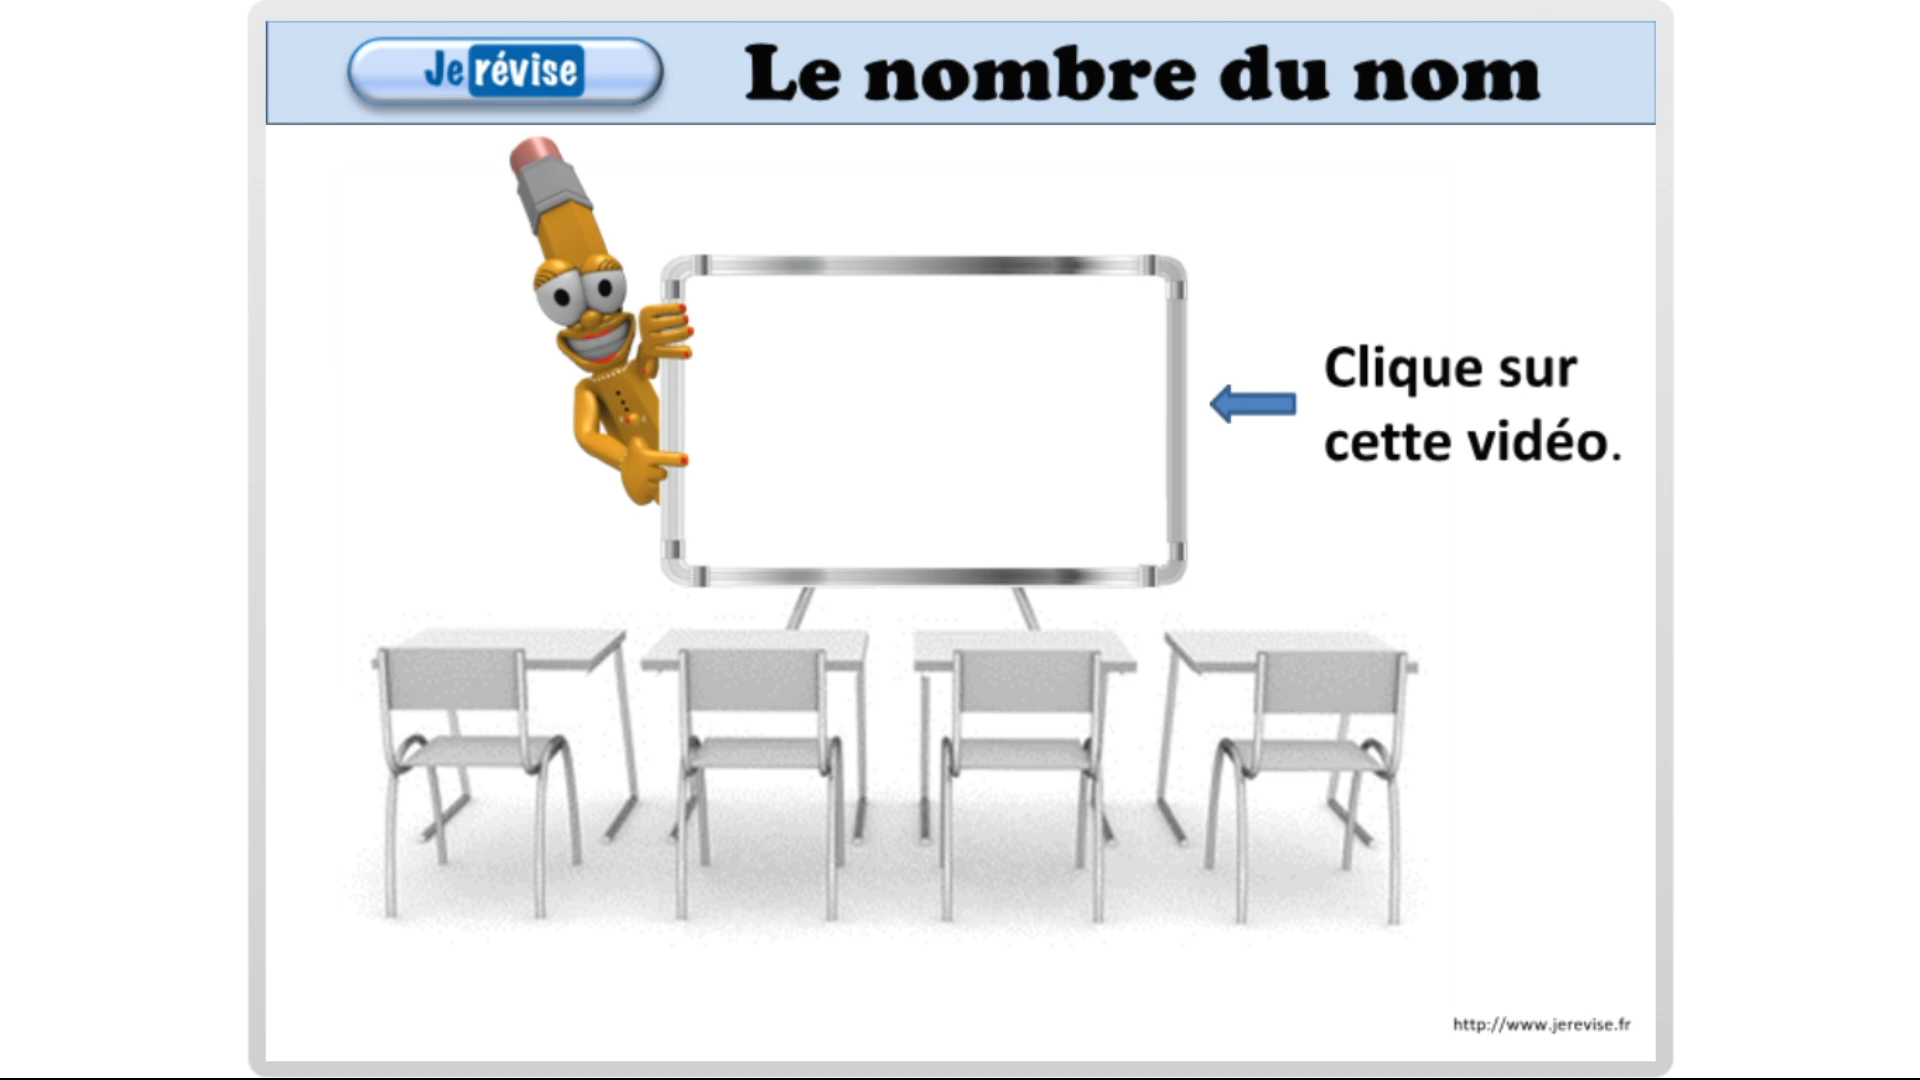 Je révise
Le nombre du nom
Clique sur
cette vidéo.
http://www.jerevise.fr